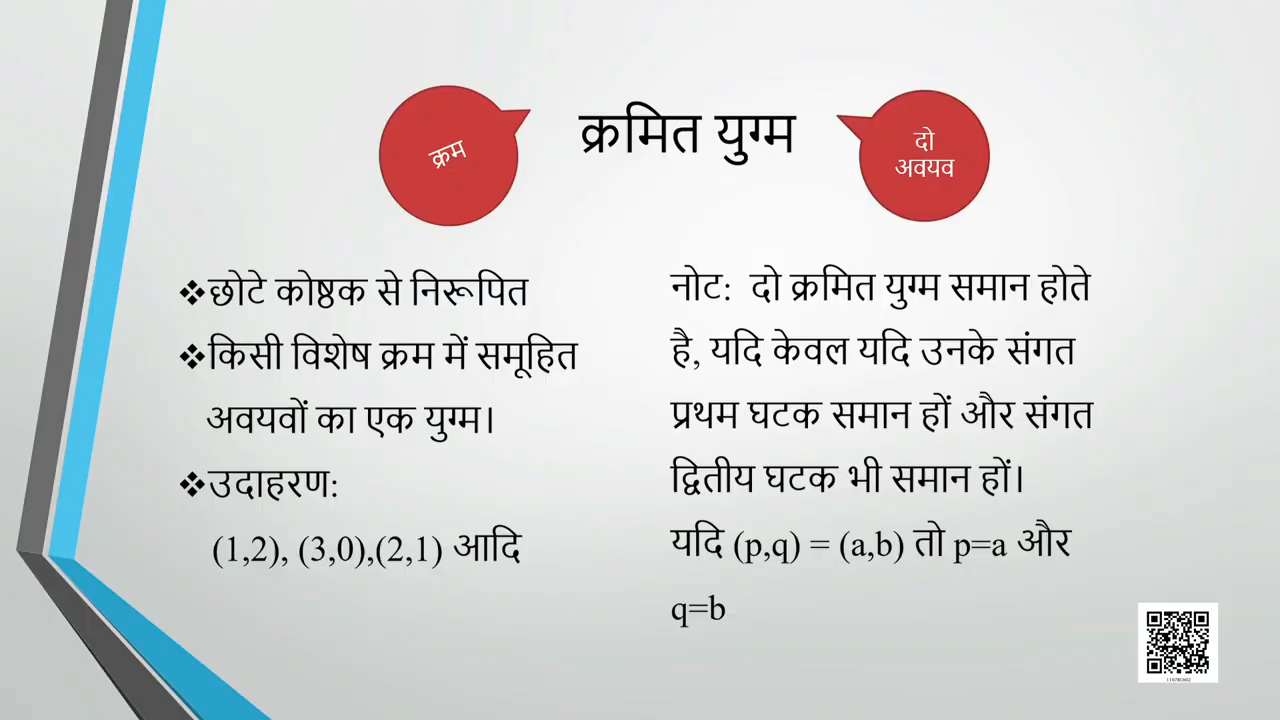 क्रमित युग्म
क्रम
दो
अवयव
❖छोटे कोष्ठक से निरूपित
❖किसी विशेष क्रम में समूहित
अवयवों का एक युग्म।
❖उदाहरण:
(1,2), (3,0),(2,1) आदि
नोट: दो क्रमित युग्म समान होते
है, यदि केवल यदि उनके संगत
प्रथम घटक समान हों और संगत
द्वितीय घटक भी समान हों।
यदि (p,q) = (a,b) तो p=a और
q=b